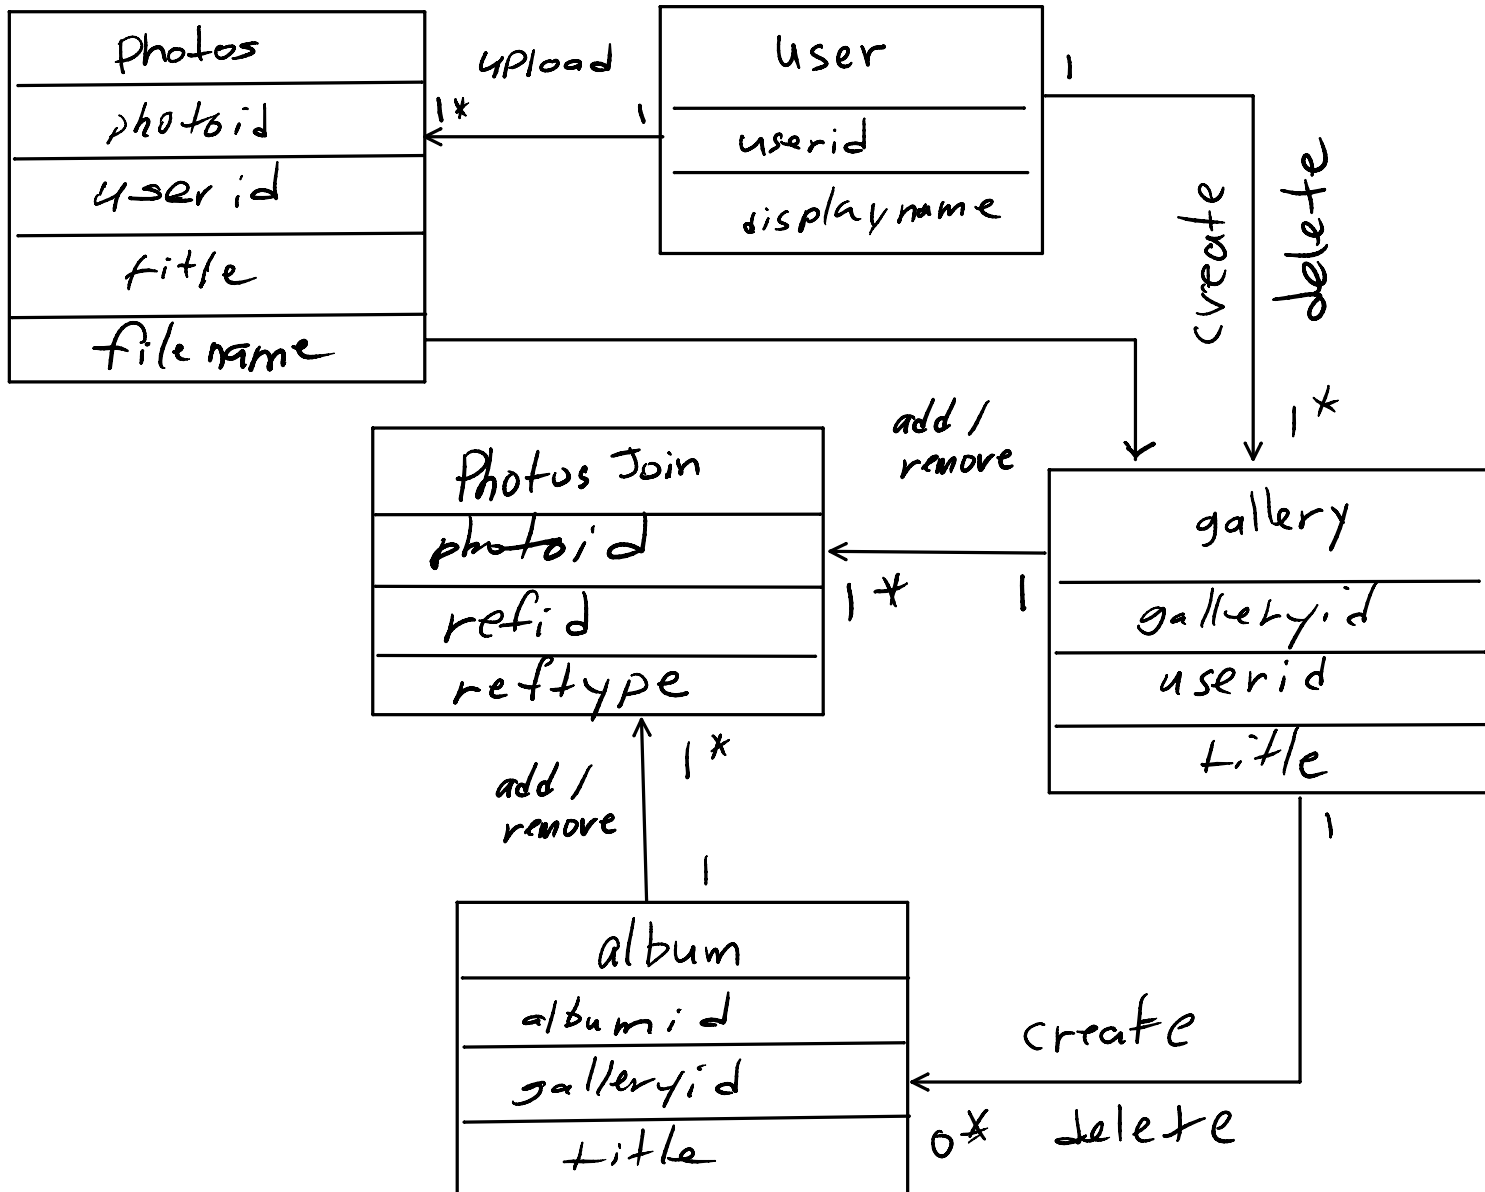 Photos
photoid
userid
title
filename
upload
1*
1
user
userid
displayname
1
create
delete
1*
Photos Join
photoid
refid
reftype
add /
remove
1*
1
gallery
galleryid
userid
title
1
add /
remove
1*
1
album
albumid
galleryid
title
create
0*
delete